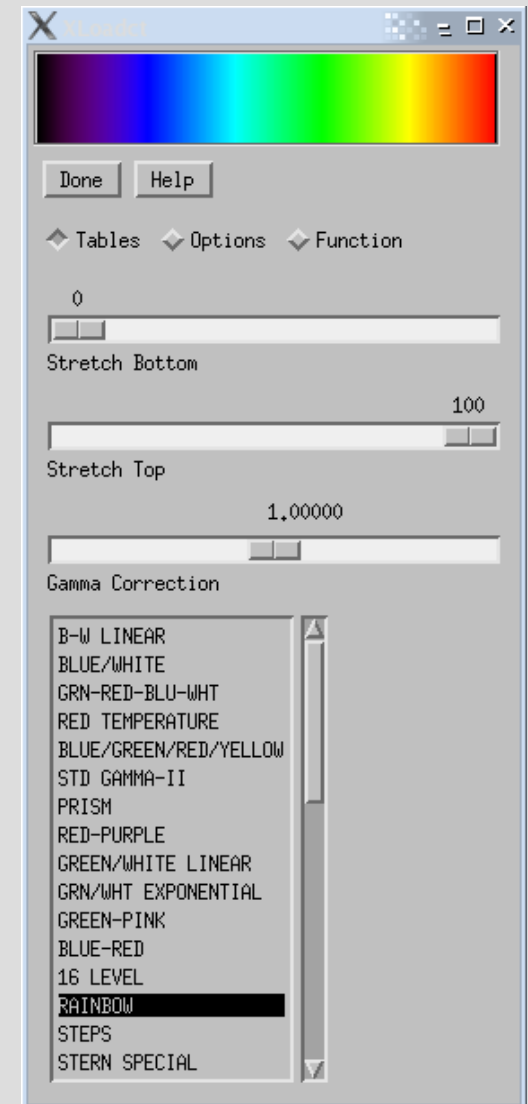 XLoadct
Done Help
Tables Options Function
0
Stretch Bottom
100
Stretch Top
1.00000
Gamma Correction
B-W LINEAR
BLUE/WHITE
GRN-RED-BLU-WHT
RED TEMPERATURE
BLUE/GREEN/RED/YELLOW
STD GAMMA-II
PRISM
RED-PURPLE
GREEN/WHITE LINEAR
GRN/WHT EXPONENTIAL
GREEN-PINK
BLUE-RED
16 LEVEL
RAINBOW
STEPS
STERN SPECIAL